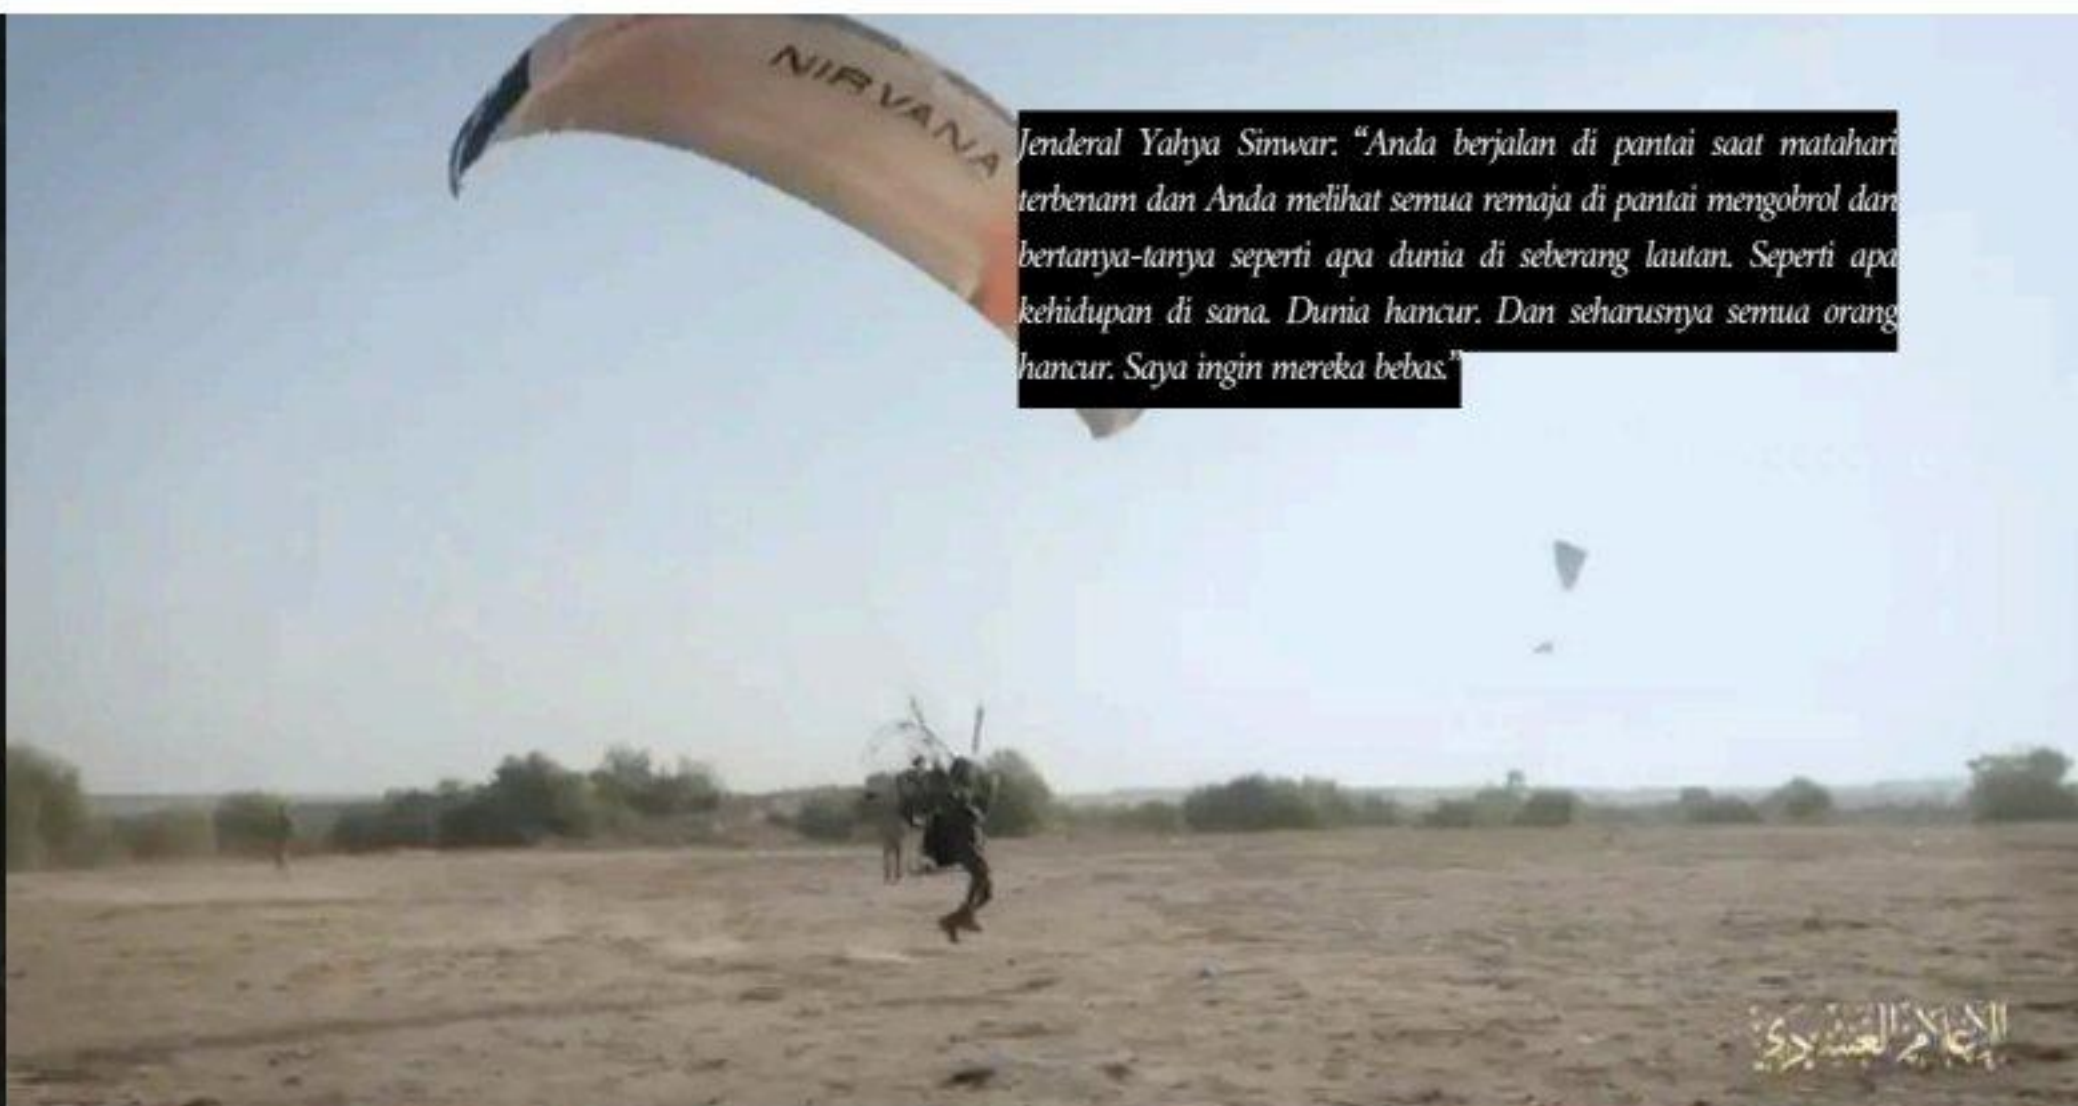 NIRVANA
Jenderal Yahya Sinwar: “Anda berjalan di pantai saat matahari
terbenam dan Anda melihat semua remaja di pantai mengobrol dan
bertanya-tanya seperti apa dunia di seberang lautan. Seperti apa
kehidupan di sana. Dunia hancur. Dan seharusnya semua orang
hancur. Saya ingin mereka bebas.”
الإعلام العسكري